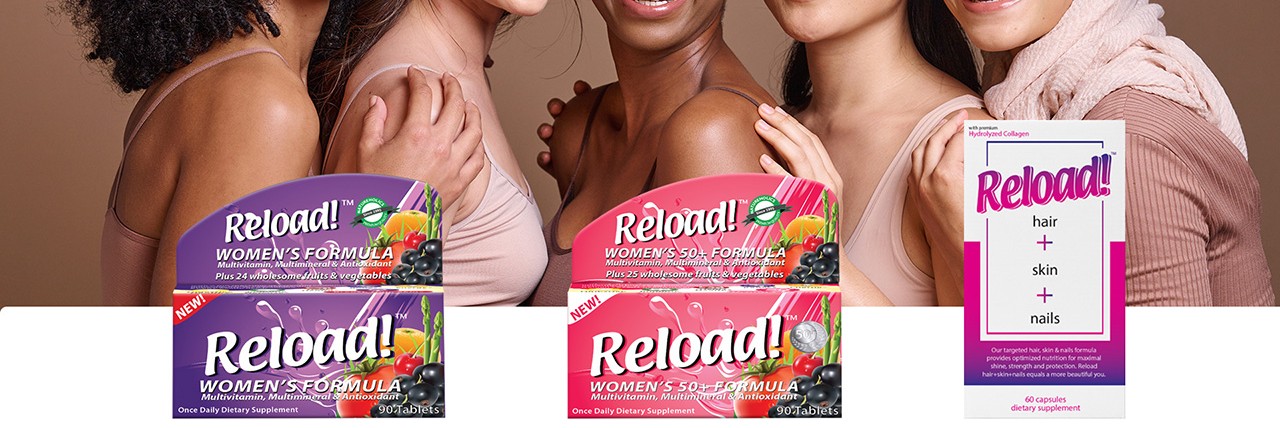 Reload!™
WOMEN'S FORMULA
Multivitamin, Multimineral & Antioxidant
Plus 24 wholesome fruits & vegetables
NEW!
Reload!™
WOMEN'S FORMULA
Multivitamin, Multimineral & Antioxidant
Once Daily Dietary Supplement
90 Tablets
Reload!™
WOMEN'S 50+ FORMULA
Multivitamin, Multimineral & Antioxidant
Plus 25 wholesome fruits & vegetables
NEW!
Reload!™
50+
WOMEN'S 50+ FORMULA
Multivitamin, Multimineral & Antioxidant
Once Daily Dietary Supplement
90 Tablets
with premium
Hydrolyzed Collagen
Reload!™
hair
+
skin
+
nails
Our targeted hair, skin & nails formula
provides optimized nutrition for maximal
shine, strength and protection. Reload
hair+skin+nails equals a more beautiful you.
60 capsules
dietary supplement